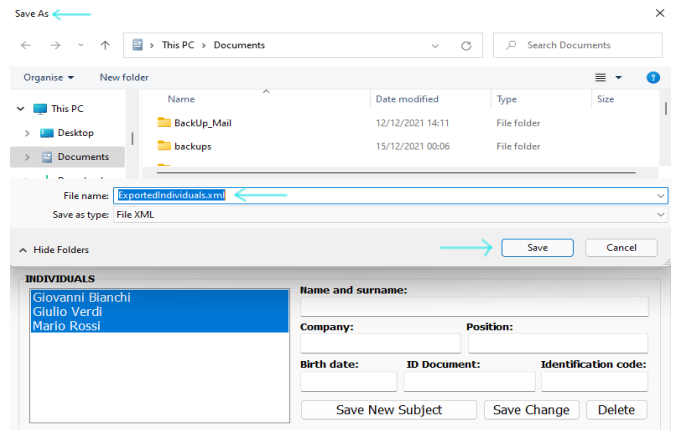 Save As
This PC > Documents
Search Documents
Organise New folder
Name Date modified Type Size
This PC
BackUp_Mail 12/12/2021 14:11 File folder
Desktop
backups 15/12/2021 00:06 File folder
Documents
File name: ExportedIndividuals.xml
Save as type: File XML
Hide Folders Save Cancel
INDIVIDUALS
Giovanni Bianchi
Giulio Verdi
Mario Rossi
Name and surname:
Company: Position:
Birth date: ID Document: Identification code:
Save New Subject Save Change Delete